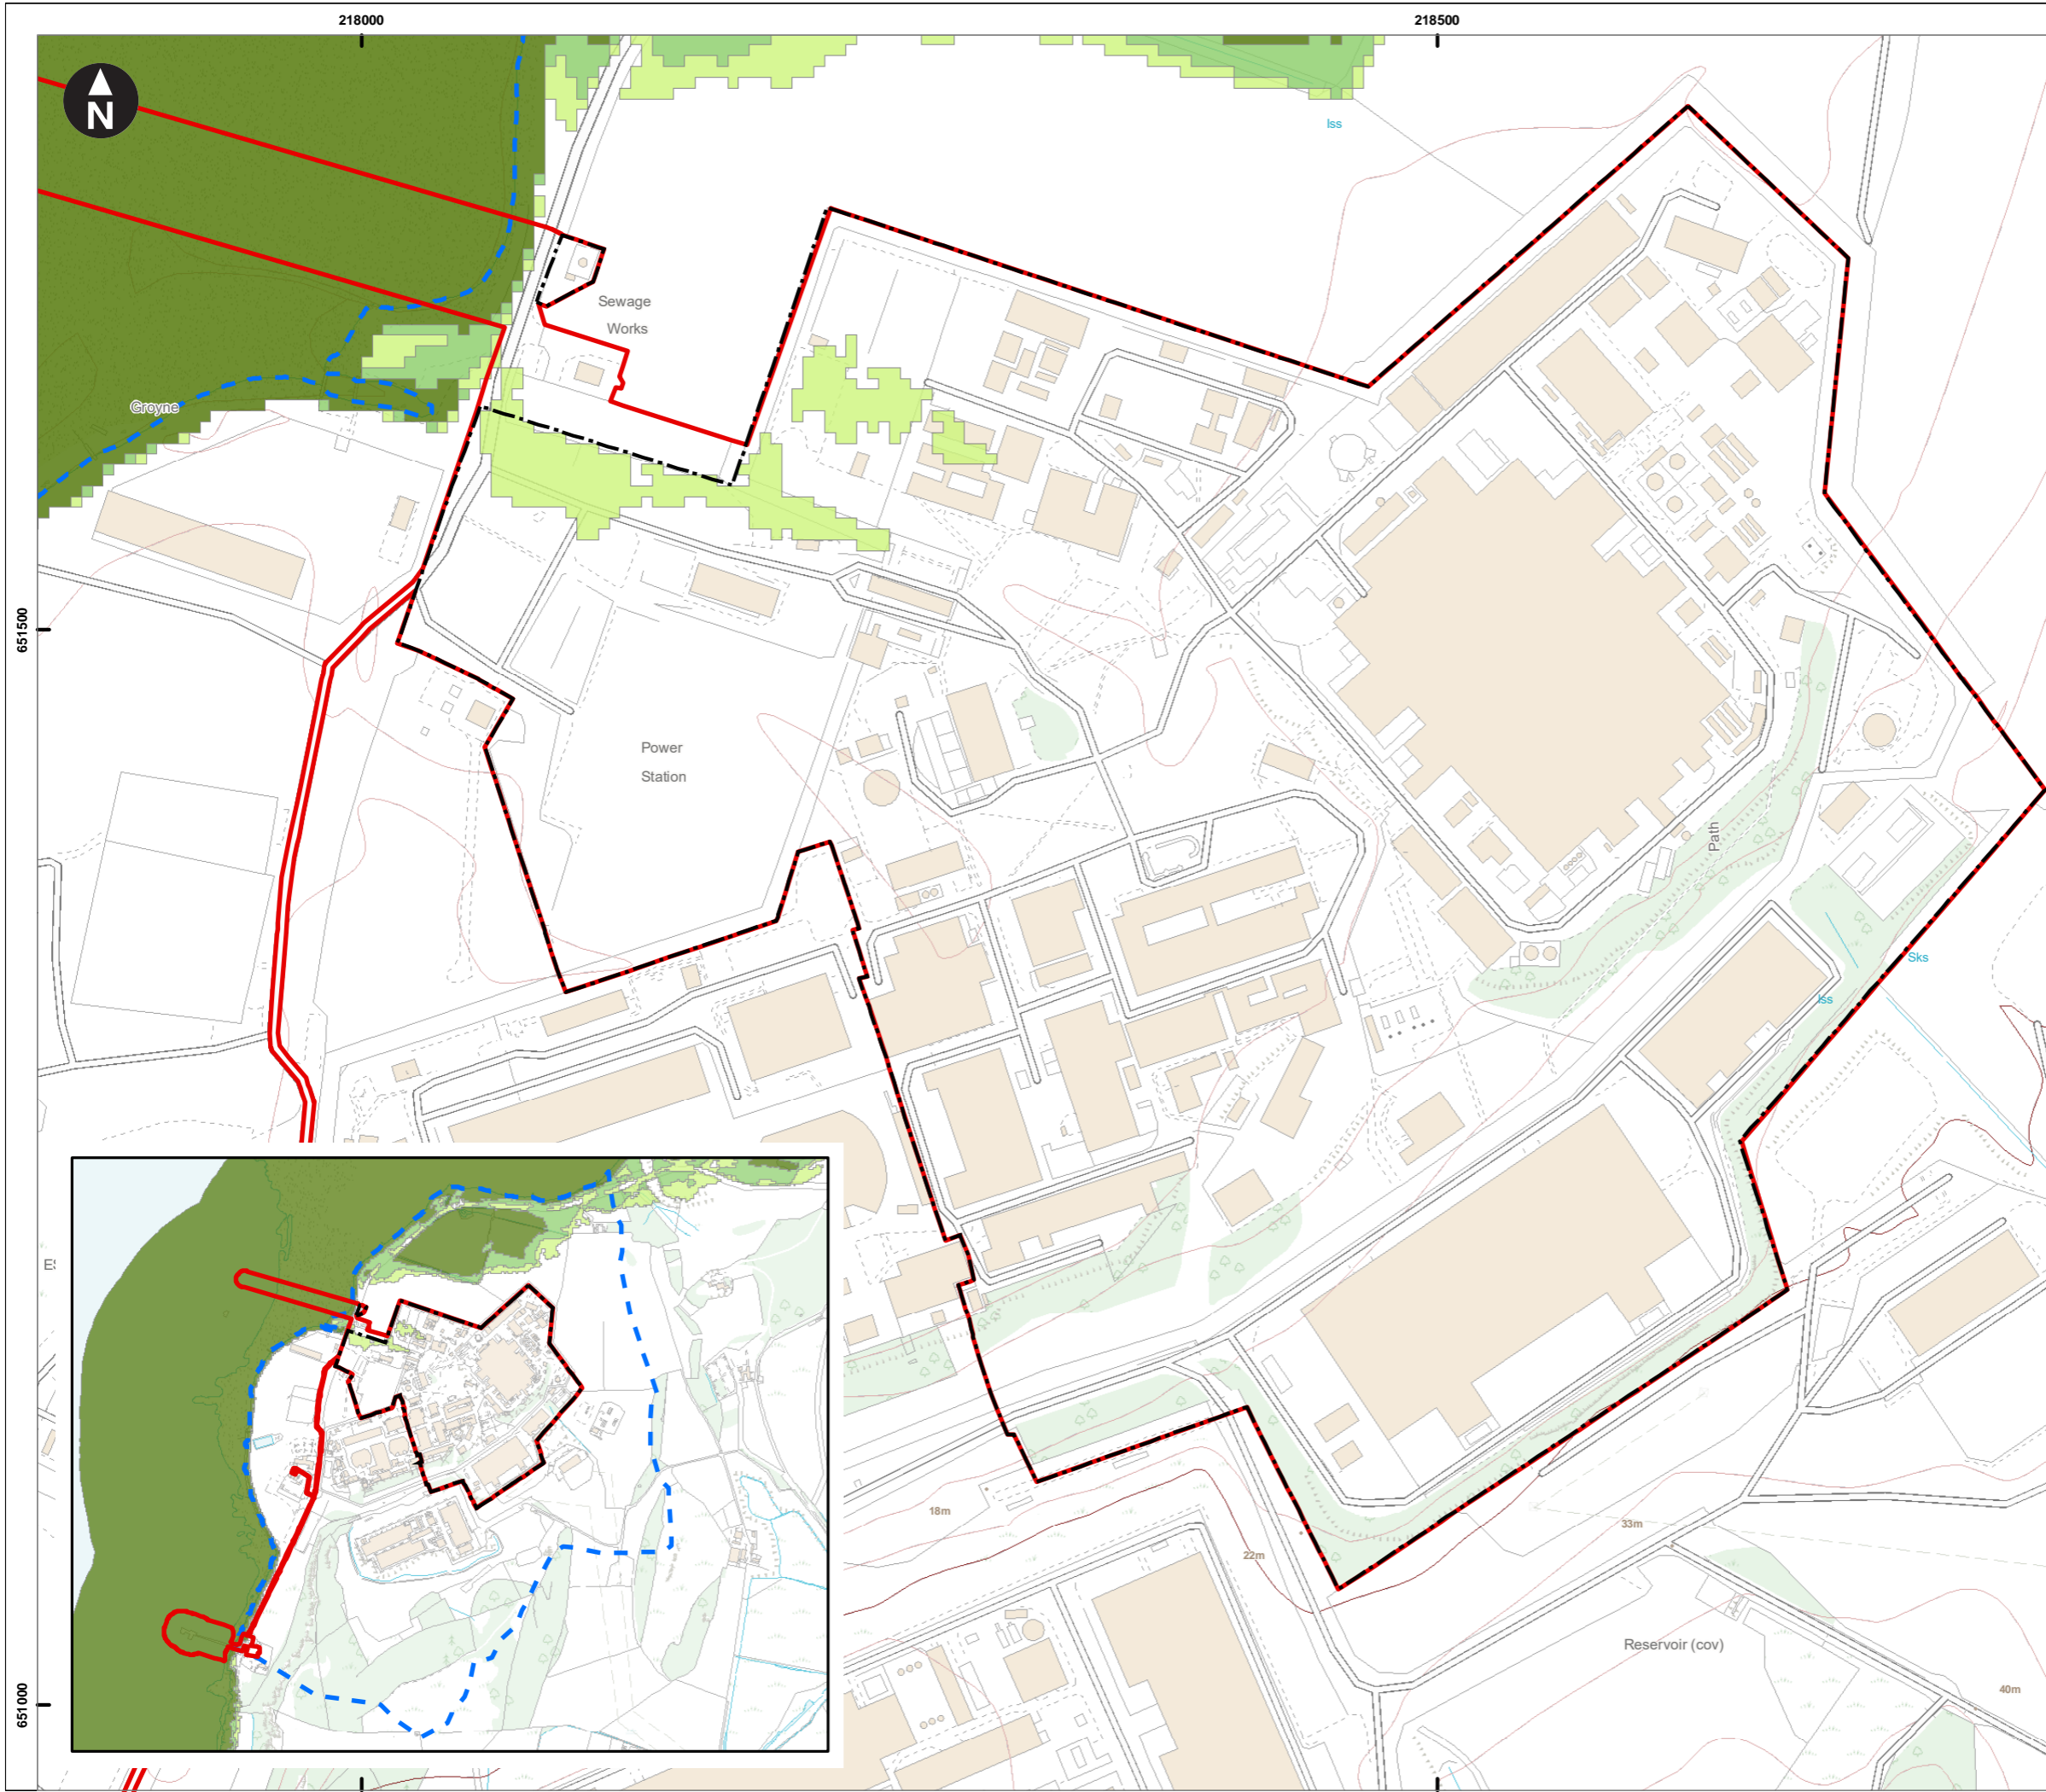 218000
218500
N
Iss
Sewage
Works
Groyne
651500
Power
Station
Path
Sks
Iss
18m
33m
22m
Reservoir (cov)
40m
651000